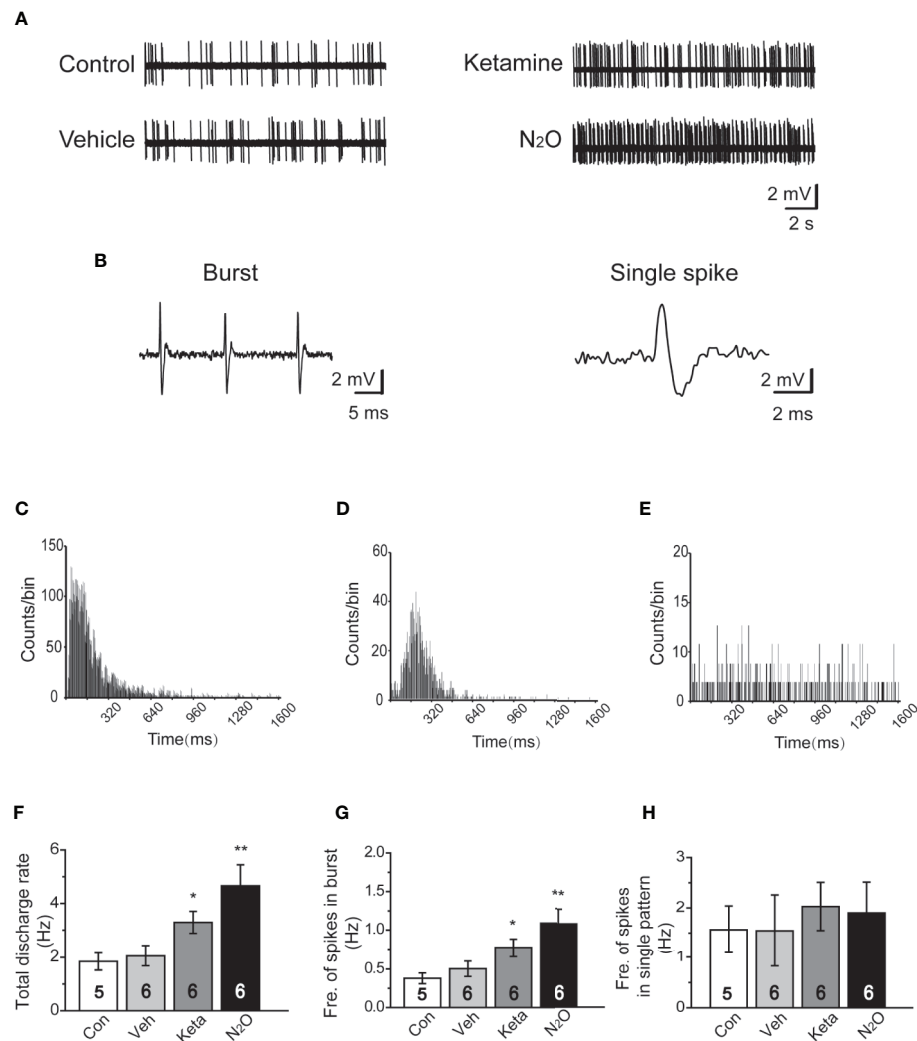 A
Control
Ketamine
Vehicle
N2O
2 mV
2 s
B
Burst
Single spike
2 mV
5 ms
2 mV
2 ms
C
D
E
Counts/bin
150
100
50
0
320
640
960
1280
1600
Time(ms)
Counts/bin
60
40
20
0
320
640
960
1280
1600
Time(ms)
Counts/bin
20
15
10
0
320
640
960
1280
1600
Time(ms)
F
G
H
Total discharge rate
(Hz)
6
4
2
0
*
**
5
6
6
6
Con
Veh
Keta
N2O
Fre. of spikes in burst
(Hz)
2.0
1.5
1.0
0.5
0.0
*
**
5
6
6
6
Con
Veh
Keta
N2O
Fre. of spikes
in single pattern
(Hz)
3
2
1
0
5
6
6
6
Con
Veh
Keta
N2O